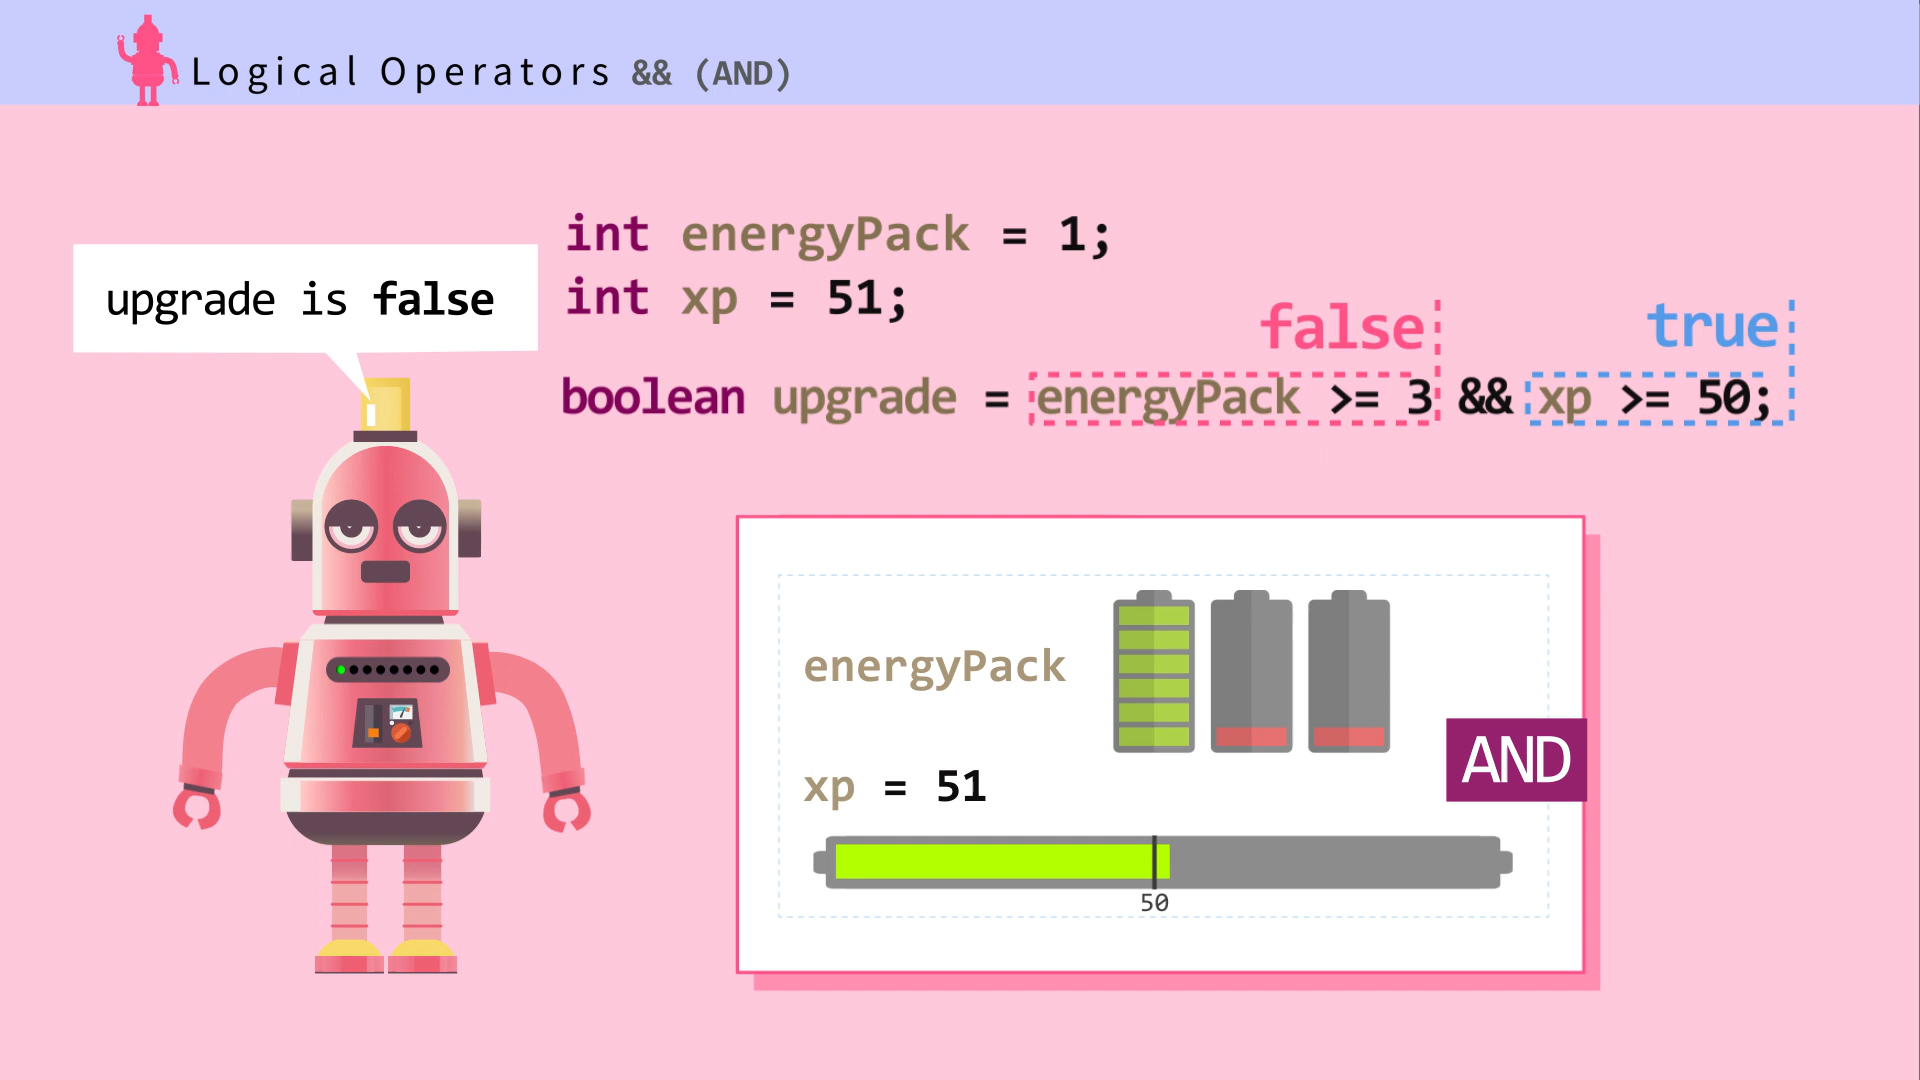 Logical Operators && (AND)
upgrade is false
int energyPack = 1;
int xp = 51;
false true
boolean upgrade = energyPack >= 3 && xp >= 50;
energyPack
AND
xp = 51
50